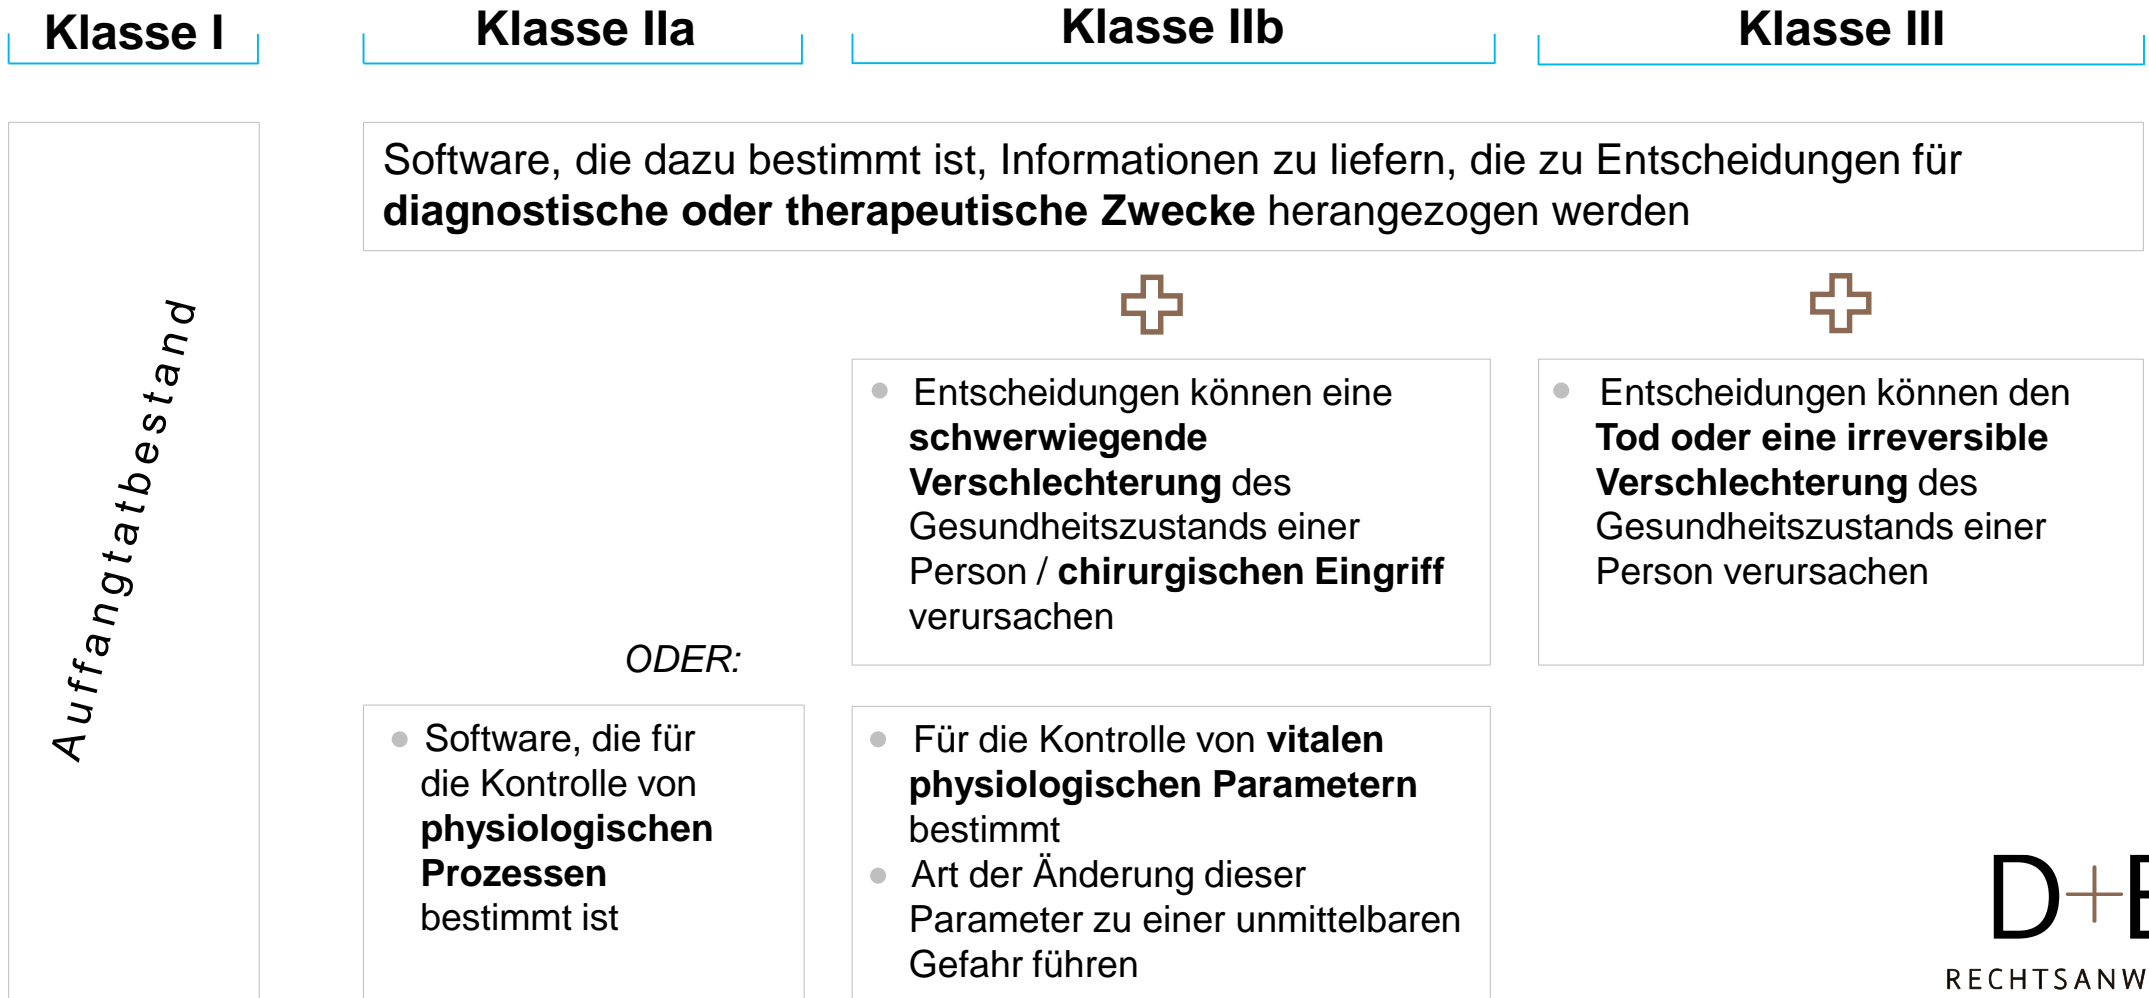 Klasse I
Klasse IIa
Klasse IIb
Klasse III
Auffangtatbestand
Software, die dazu bestimmt ist, Informationen zu liefern, die zu Entscheidungen für
diagnostische oder therapeutische Zwecke herangezogen werden
Entscheidungen können eine
schwerwiegende
Verschlechterung des
Gesundheitszustands einer
Person / chirurgischen Eingriff
verursachen
Entscheidungen können den
Tod oder eine irreversible
Verschlechterung des
Gesundheitszustands einer
Person verursachen
ODER:
Software, die für
die Kontrolle von
physiologischen
Prozessen
bestimmt ist
Für die Kontrolle von vitalen
physiologischen Parametern
bestimmt
Art der Änderung dieser
Parameter zu einer unmittelbaren
Gefahr führen
D+
RECHTSANW